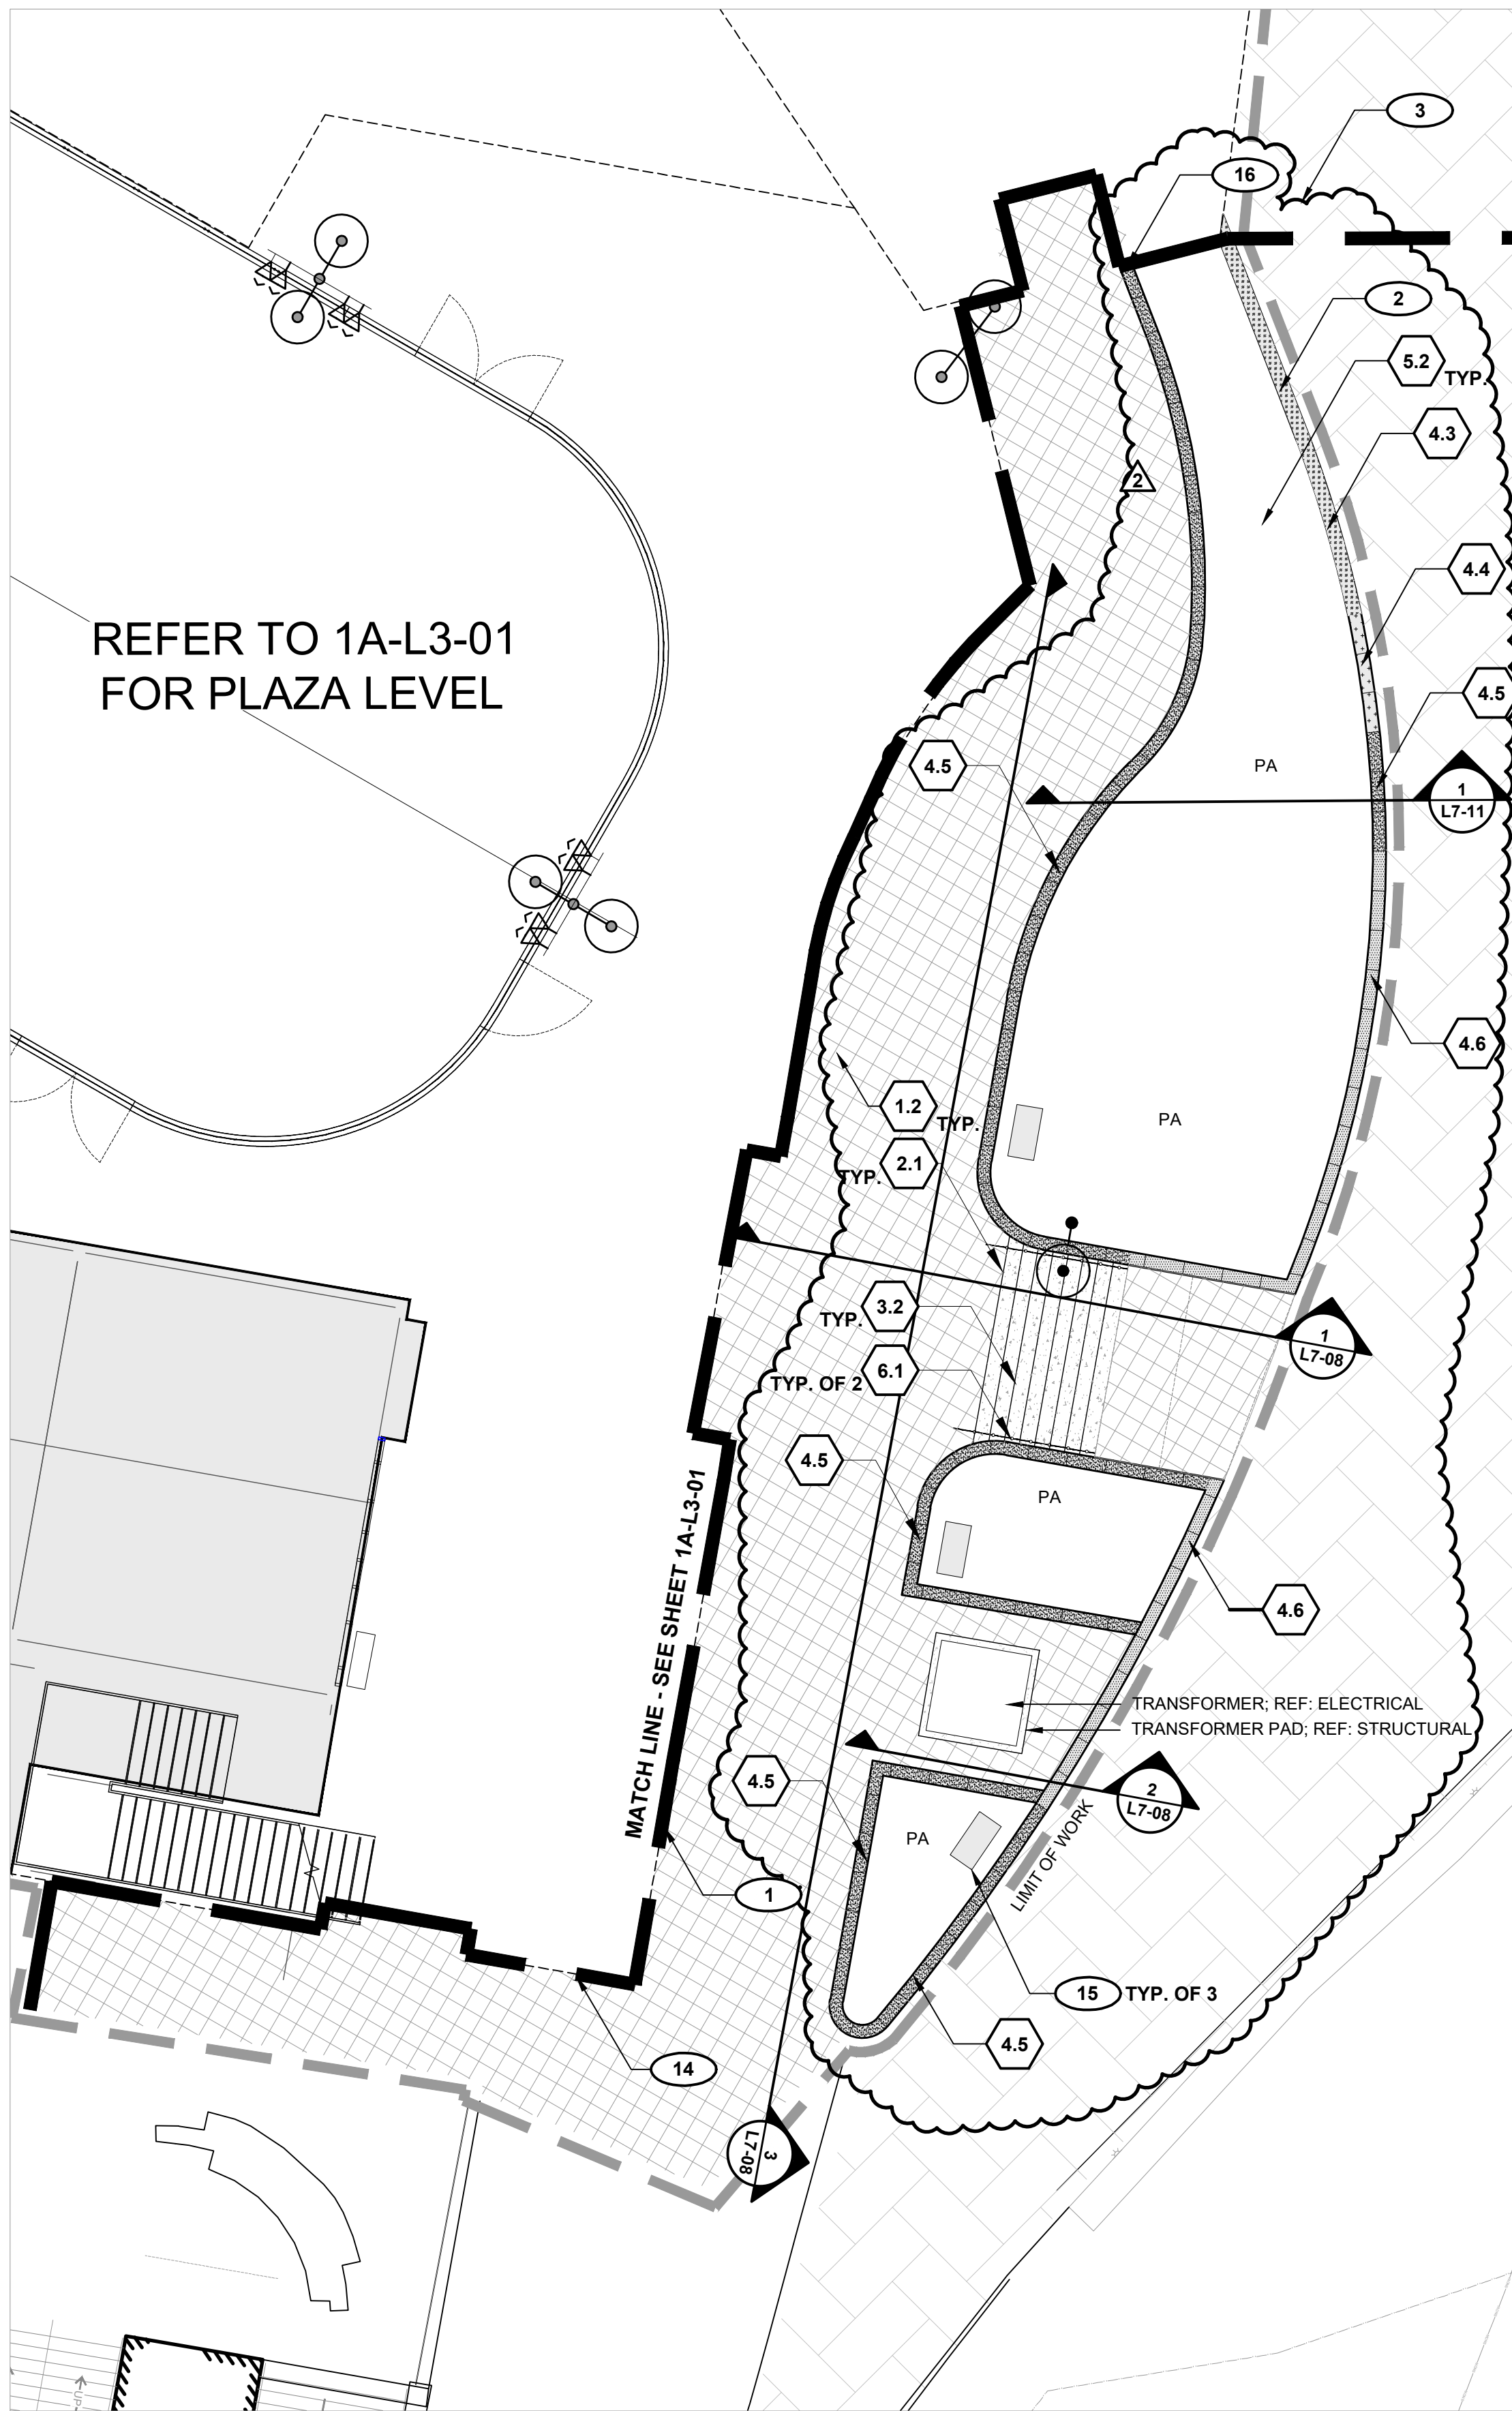 3
16
2
5.2
TYP.
4.3
2
4.4
REFER TO 1A-L3-01
FOR PLAZA LEVEL
4.5
4.5
PA
1
L7-11
4.6
1.2
TYP.
PA
2.1
TYP.
3.2
TYP.
1
L7-08
6.1
TYP. OF 2
4.5
PA
MATCH LINE - SEE SHEET 1A-L3-01
4.6
TRANSFORMER; REF: ELECTRICAL
TRANSFORMER PAD; REF: STRUCTURAL
4.5
2
L7-08
PA
LIMIT OF WORK
1
15
TYP. OF 3
4.5
14
3
L7-08
UP